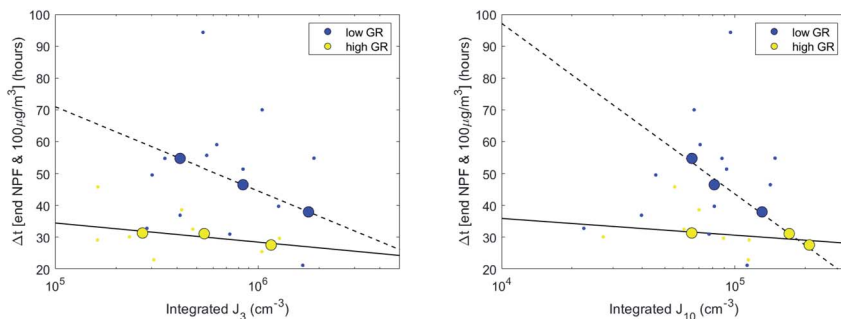 Δt [end NPF & 100μg/m³] (hours)
100
90
80
70
60
50
40
30
20
10⁵
10⁶
Integrated J₃ (cm⁻³)
low GR
high GR
Δt [end NPF & 100μg/m³] (hours)
100
90
80
70
60
50
40
30
20
10⁴
10⁵
Integrated J₁₀ (cm⁻³)
low GR
high GR